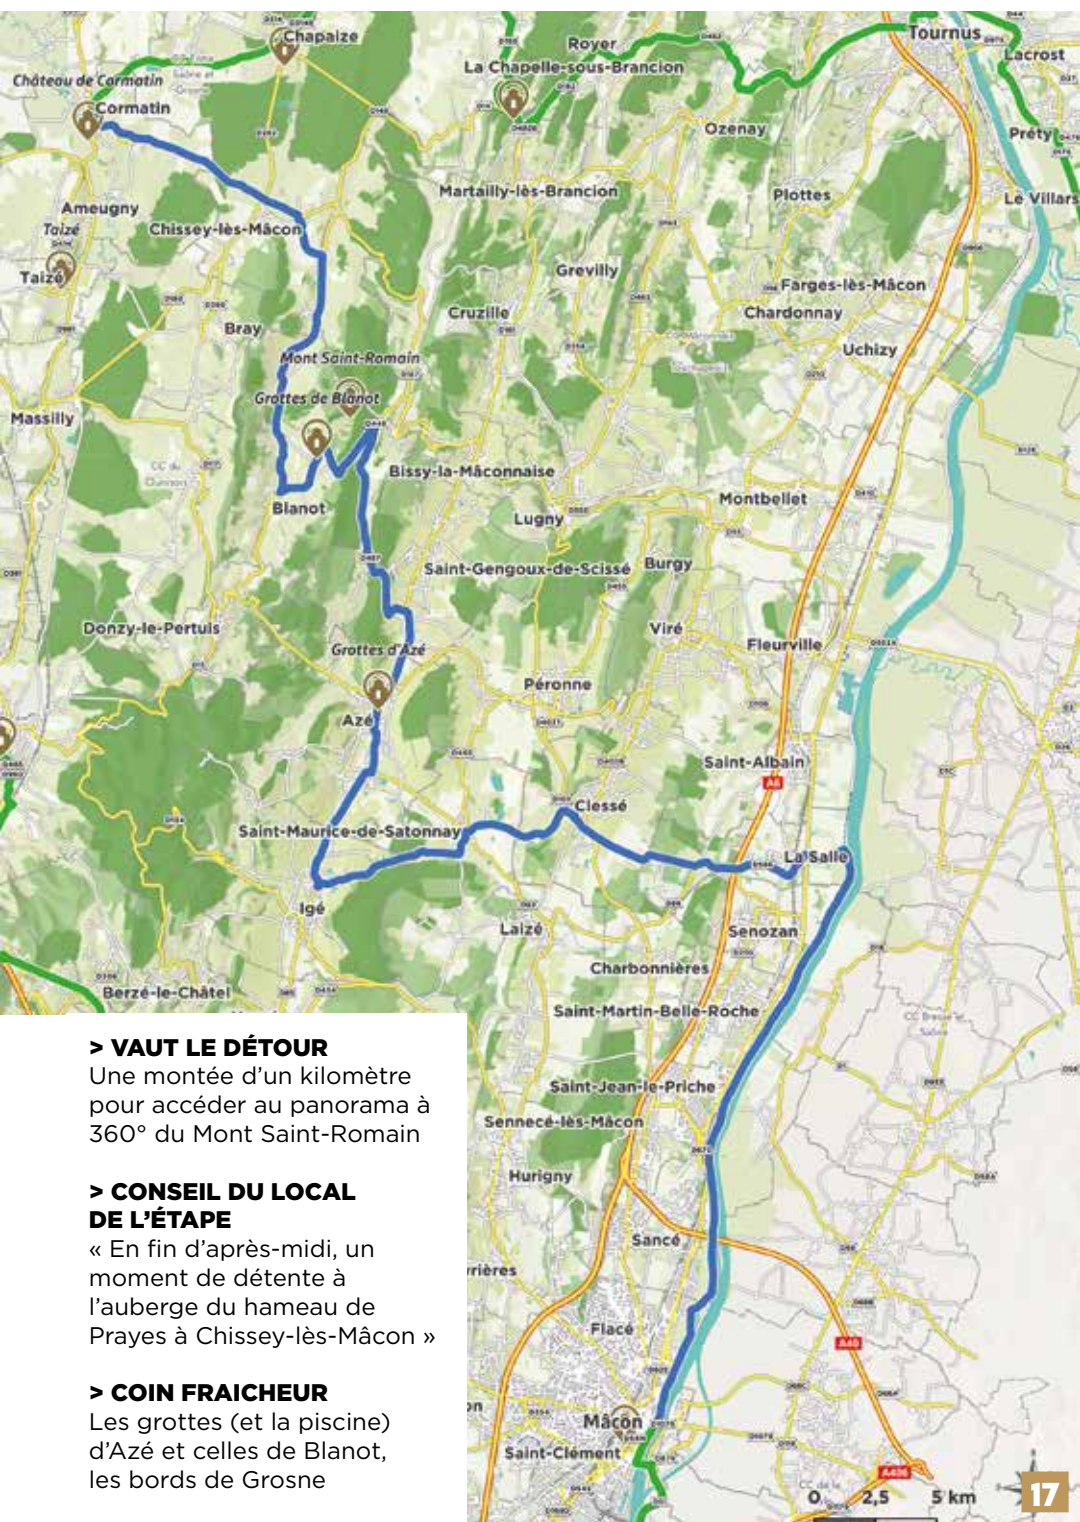 Chapaize
Royer
Tournus
Lacrost
La Chapelle-sous-Brancion
Château de Cormatin
Cormatin
Ozenay
Préty
Martailly-lès-Brancion
Plottes
Le Villars
Ameugny
Taizé
Chissey-lès-Mâcon
Taizé
Grevilly
Farges-lès-Mâcon
Cruzille
Chardonnay
Bray
Uchizy
Mont Saint-Romain
Grottes de Blanot
Massilly
Bissy-la-Mâconnaise
Montbellet
Blanot
Lugny
Saint-Gengoux-de-Scissé
Burgy
Donzy-le-Pertuis
Viré
Fleurville
Grottes d'Azé
Péronne
Azé
Saint-Albain
A6
Clessé
Saint-Maurice-de-Satonnay
La Salle
Igé
Laizé
Senozan
Charbonnières
Berzé-le-Châtel
Saint-Martin-Belle-Roche
Saint-Jean-le-Priche
Sennecé-lès-Mâcon
Hurigny
Sancé
Flacé
A40
Mâcon
Saint-Clément
A406
0 2,5 5 km
> VAUT LE DÉTOUR
Une montée d'un kilomètre
pour accéder au panorama à
360° du Mont Saint-Romain
> CONSEIL DU LOCAL
DE L'ÉTAPE
« En fin d'après-midi, un
moment de détente à
l'auberge du hameau de
Prayes à Chissey-lès-Mâcon »
> COIN FRAICHEUR
Les grottes (et la piscine)
d'Azé et celles de Blanot,
les bords de Grosne
17